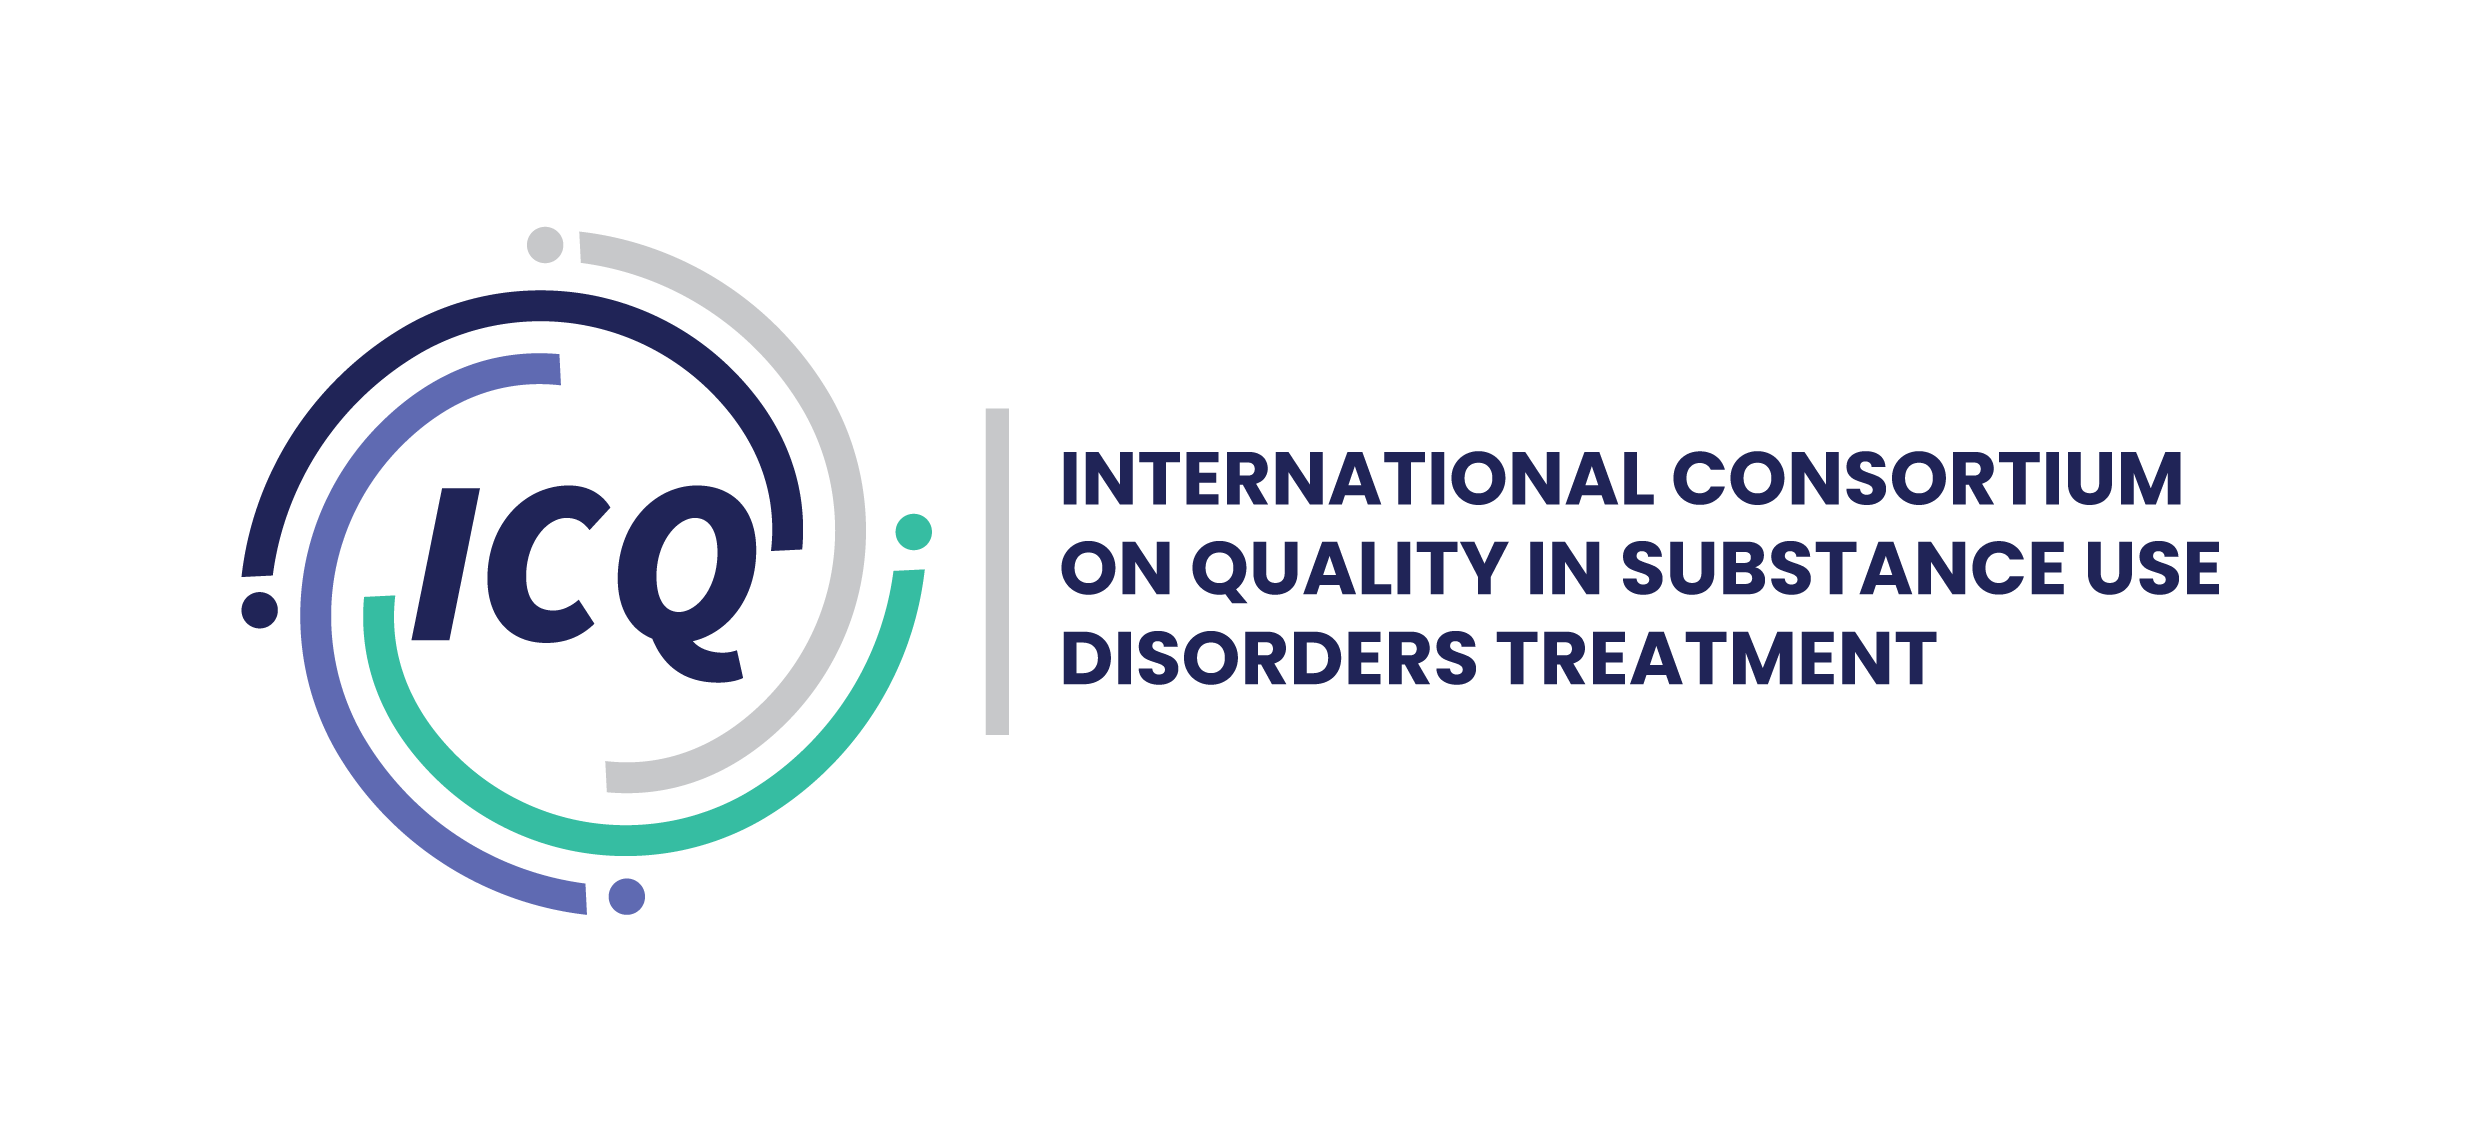 ICQ
INTERNATIONAL CONSORTIUM
ON QUALITY IN SUBSTANCE USE
DISORDERS TREATMENT